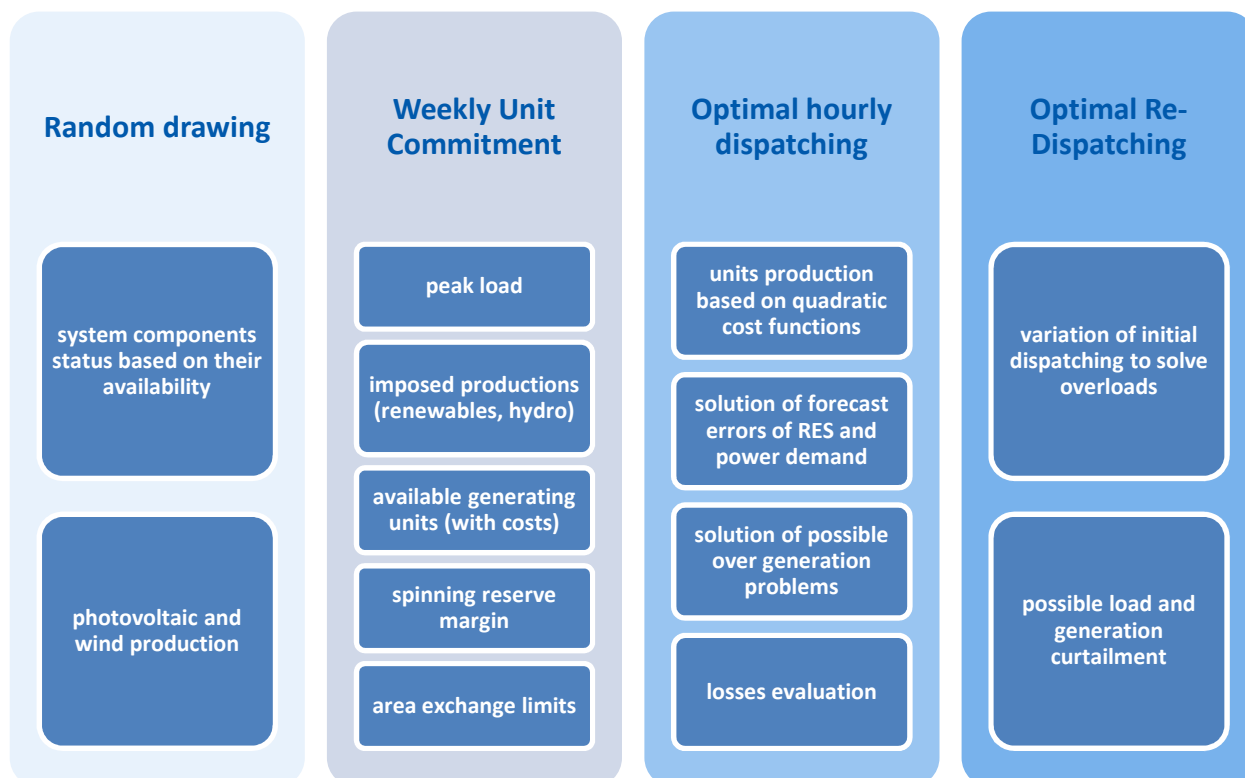 Random drawing
system components
status based on their
availability
photovoltaic and
wind production
Weekly Unit
Commitment
peak load
imposed productions
(renewables, hydro)
available generating
units (with costs)
spinning reserve
margin
area exchange limits
Optimal hourly
dispatching
units production
based on quadratic
cost functions
solution of forecast
errors of RES and
power demand
solution of possible
over generation
problems
losses evaluation
Optimal Re-
Dispatching
variation of initial
dispatching to solve
overloads
possible load and
generation
curtailment